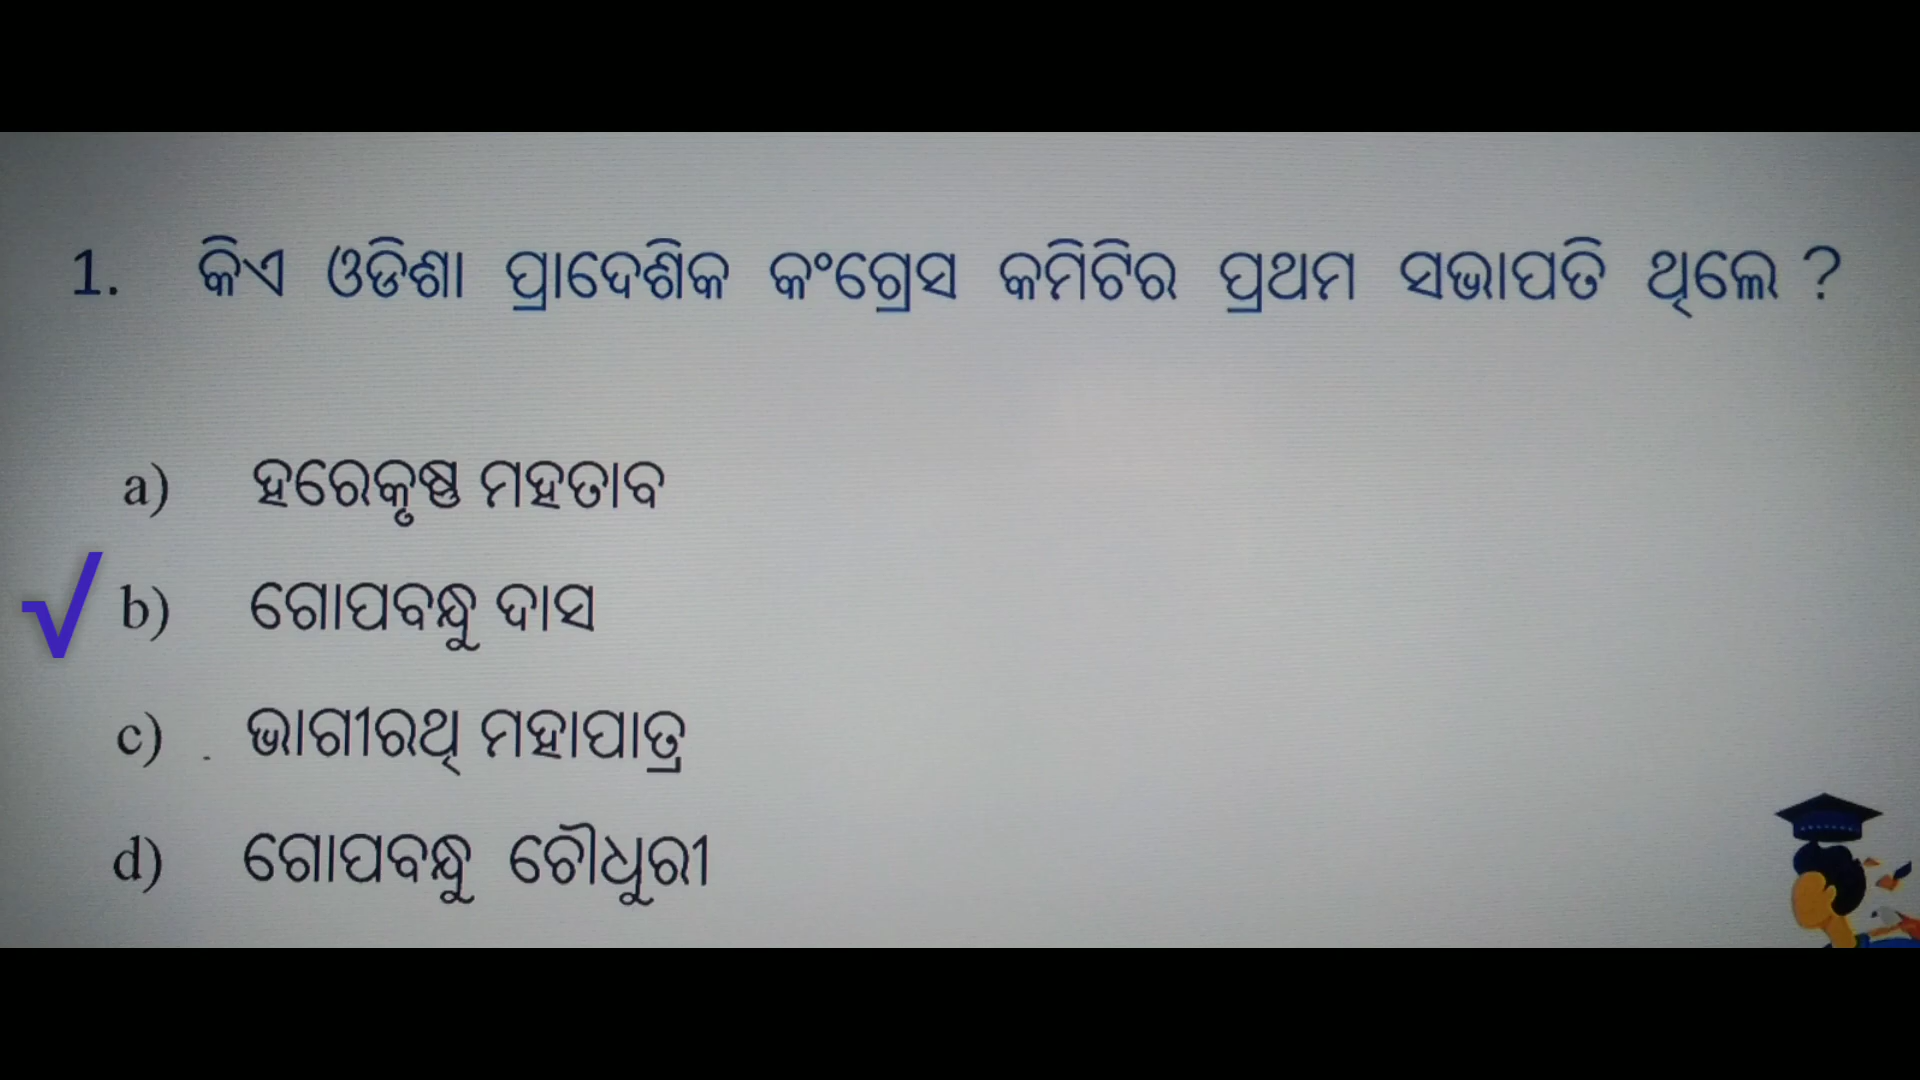 1. କିଏ ଓଡିଶା ପ୍ରାଦେଶିକ କଂଗ୍ରେସ କମିଟିର ପ୍ରଥମ ସଭାପତି ଥିଲେ ?
a) ହରେକୃଷ୍ଣ ମହତାବ
√ b) ଗୋପବନ୍ଧୁ ଦାସ
c) ଭାଗୀରଥି ମହାପାତ୍ର
d) ଗୋପବନ୍ଧୁ ଚୌଧୁରୀ